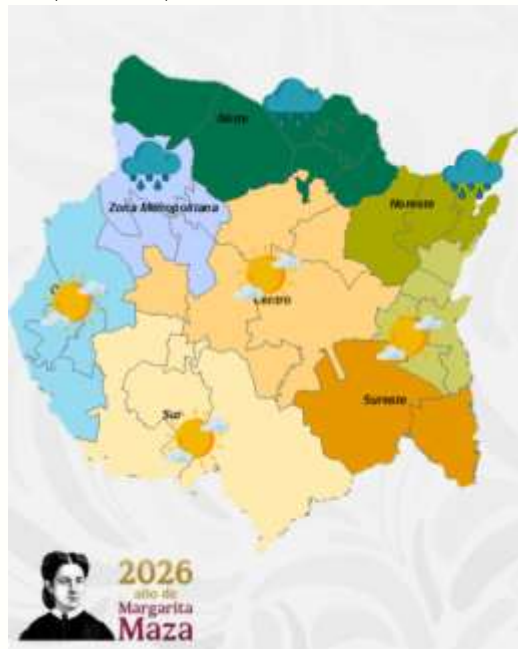 Norte
Zona Metropolitana
Noreste
Centro
Sureste
Sur
2026
año de
Margarita
Maza